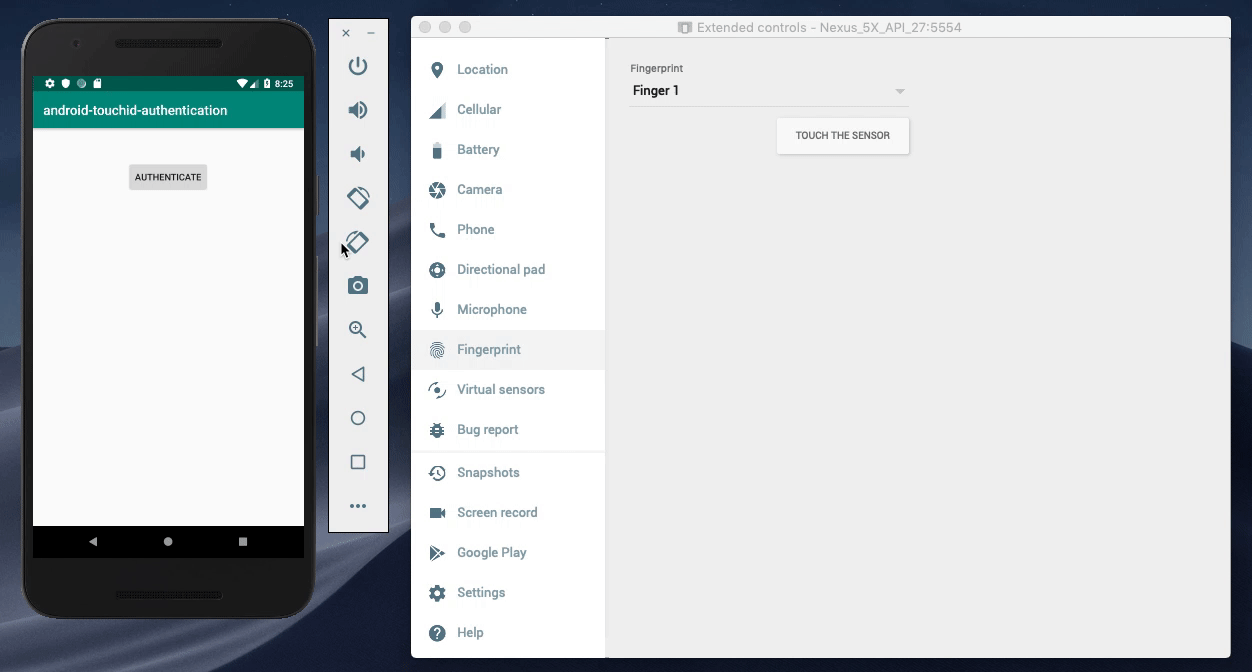 8:25
android-touchid-authentication
AUTHENTICATE
Extended controls - Nexus_5X_API_27:5554
Location
Cellular
Battery
Camera
Phone
Directional pad
Microphone
Fingerprint
Virtual sensors
Bug report
Snapshots
Screen record
Google Play
Settings
Help
Fingerprint
Finger 1
TOUCH THE SENSOR